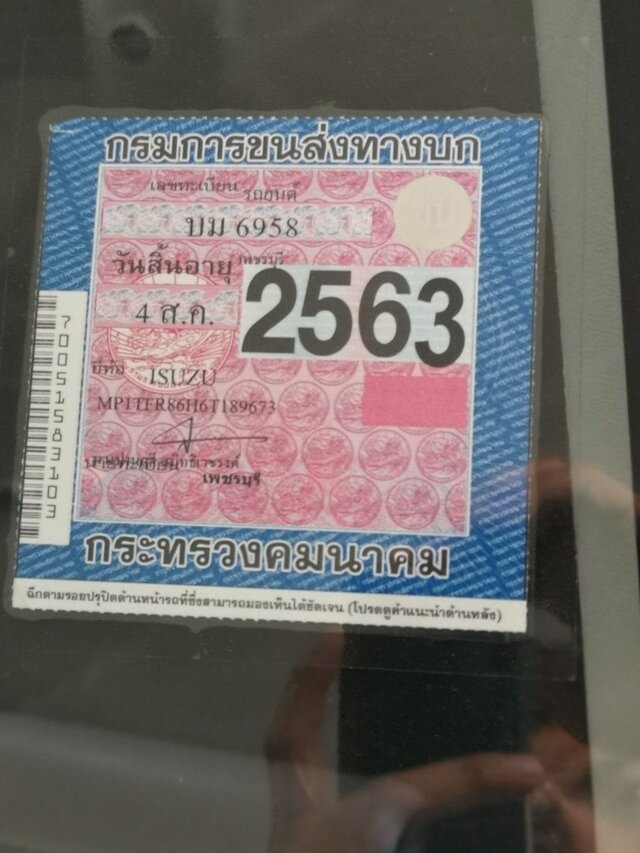 กรมการขนส่งทางบก
เลขทะเบียน รถยนต์
บม 6958
วันสิ้นอายุ เพชรบุรี
4 ส.ค. 2563
ยี่ห้อ ISUZU
MP1TFR86H6T189673
เพชรบุรี
กระทรวงคมนาคม
ฉีกตามรอยปรุปิดด้านหน้ารถที่ซึ่งสามารถมองเห็นได้ชัดเจน (โปรดดูคำแนะนำด้านหลัง)
70051583103